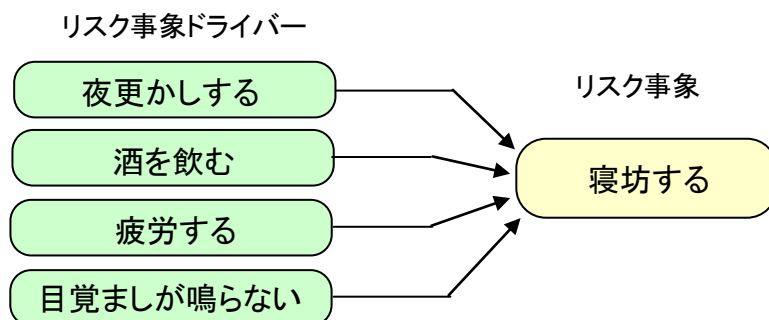 リスク事象ドライバー
夜更かしする
酒を飲む
疲労する
目覚ましが鳴らない
リスク事象
寝坊する